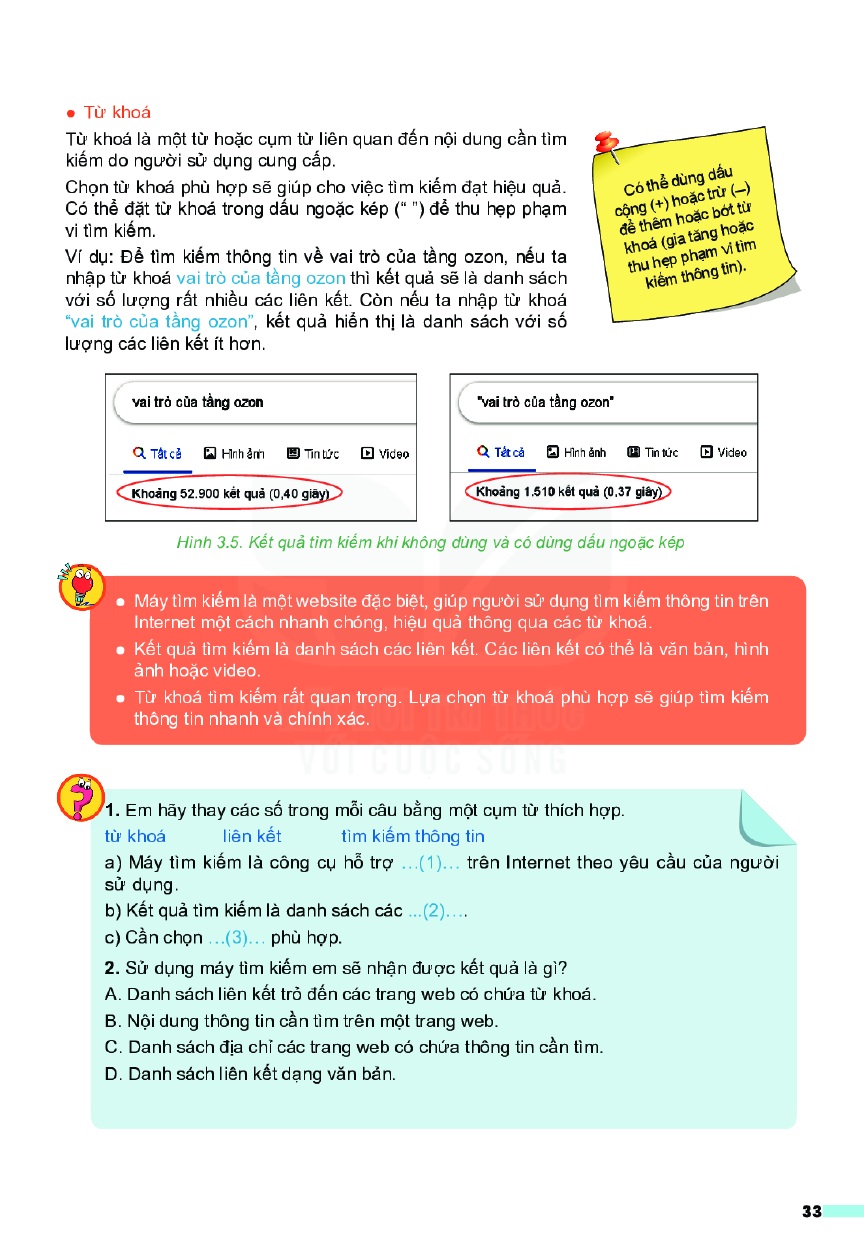 ● Từ khoá
Từ khoá là một từ hoặc cụm từ liên quan đến nội dung cần tìm
kiếm do người sử dụng cung cấp.
Chọn từ khoá phù hợp sẽ giúp cho việc tìm kiếm đạt hiệu quả.
Có thể đặt từ khoá trong dấu ngoặc kép (“ ”) để thu hẹp phạm
vi tìm kiếm.
Ví dụ: Để tìm kiếm thông tin về vai trò của tầng ozon, nếu ta
nhập từ khoá vai trò của tầng ozon thì kết quả sẽ là danh sách
với số lượng rất nhiều các liên kết. Còn nếu ta nhập từ khoá
“vai trò của tầng ozon”, kết quả hiển thị là danh sách với số
lượng các liên kết ít hơn.
Có thể dùng dấu
cộng (+) hoặc trừ (–)
để thêm hoặc bớt từ
khoá (gia tăng hoặc
thu hẹp phạm vi tìm
kiếm thông tin).
vai trò của tầng ozon
Tất cả Hình ảnh Tin tức Video
Khoảng 52.900 kết quả (0,40 giây)
"vai trò của tầng ozon"
Tất cả Hình ảnh Tin tức Video
Khoảng 1.510 kết quả (0,37 giây)
Hình 3.5. Kết quả tìm kiếm khi không dùng và có dùng dấu ngoặc kép
● Máy tìm kiếm là một website đặc biệt, giúp người sử dụng tìm kiếm thông tin trên
Internet một cách nhanh chóng, hiệu quả thông qua các từ khoá.
● Kết quả tìm kiếm là danh sách các liên kết. Các liên kết có thể là văn bản, hình
ảnh hoặc video.
● Từ khoá tìm kiếm rất quan trọng. Lựa chọn từ khoá phù hợp sẽ giúp tìm kiếm
thông tin nhanh và chính xác.
VỚI CUỘC SỐNG
1. Em hãy thay các số trong mỗi câu bằng một cụm từ thích hợp.
từ khoá liên kết tìm kiếm thông tin
a) Máy tìm kiếm là công cụ hỗ trợ …(1)… trên Internet theo yêu cầu của người
sử dụng.
b) Kết quả tìm kiếm là danh sách các ...(2)….
c) Cần chọn …(3)… phù hợp.
2. Sử dụng máy tìm kiếm em sẽ nhận được kết quả là gì?
A. Danh sách liên kết trỏ đến các trang web có chứa từ khoá.
B. Nội dung thông tin cần tìm trên một trang web.
C. Danh sách địa chỉ các trang web có chứa thông tin cần tìm.
D. Danh sách liên kết dạng văn bản.
33